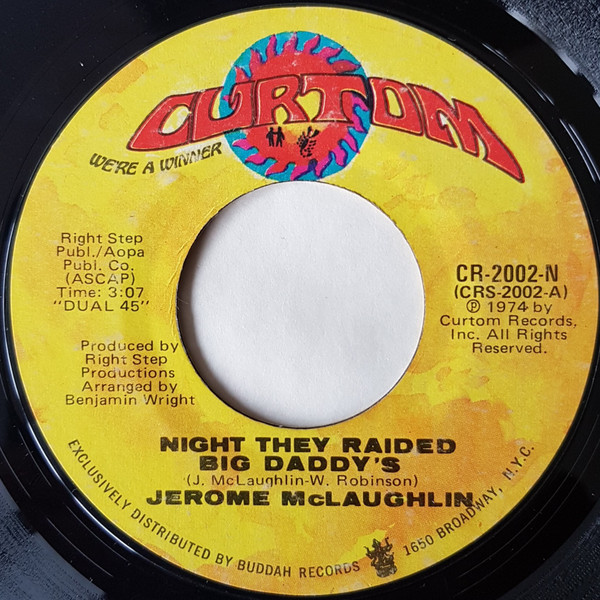 CURTOM
WE'RE A WINNER
Right Step
Publ./Aopa
Publ. Co.
(ASCAP)
Time: 3:07
"DUAL 45"
Produced by
Right Step
Productions
Arranged by
Benjamin Wright
CR-2002-N
(CRS-2002-A)
Ⓟ 1974 by
Curtom Records,
Inc. All Rights
Reserved.
NIGHT THEY RAIDED
BIG DADDY'S
(J. McLaughlin-W. Robinson)
JEROME McLAUGHLIN
EXCLUSIVELY DISTRIBUTED BY BUDDAH RECORDS 1650 BROADWAY, N.Y.C.